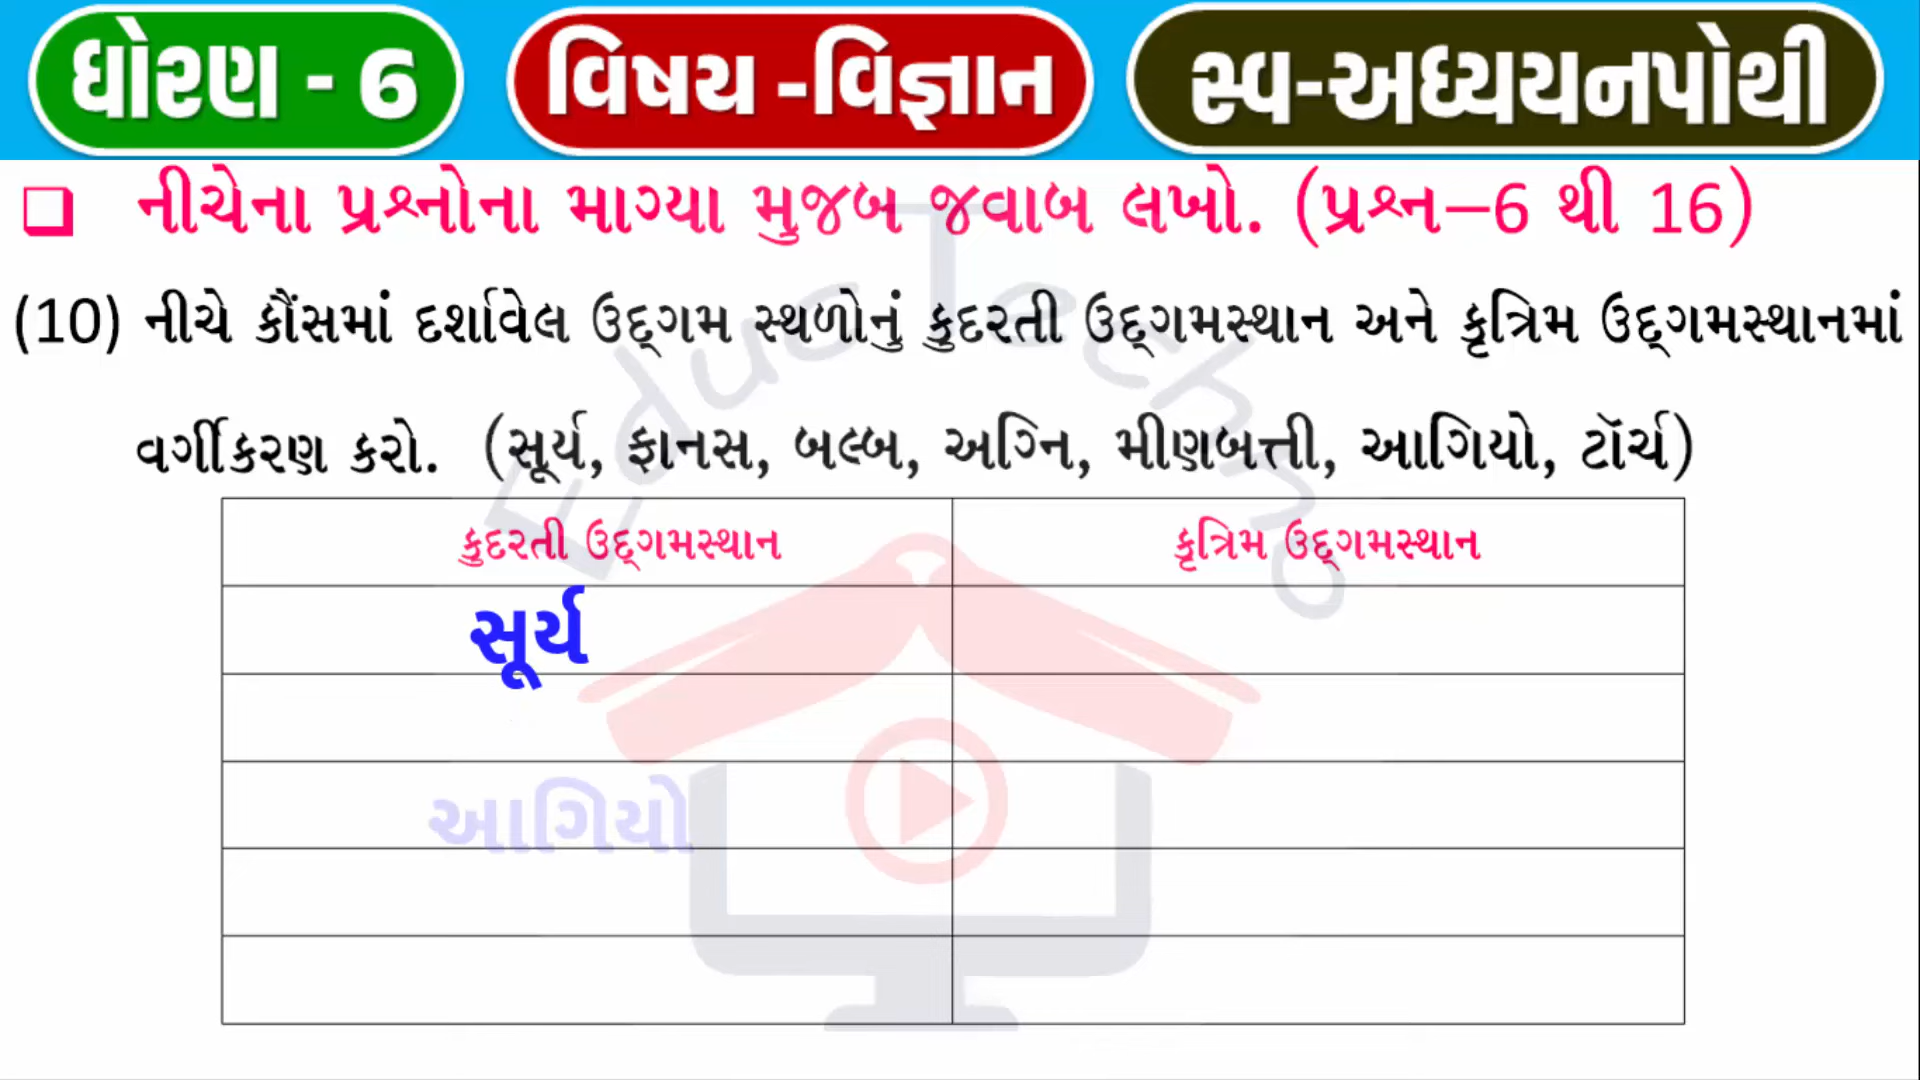 ધોરણ - 6
વિષય -વિજ્ઞાન
સ્વ-અધ્યયનપોથી
❑ નીચેના પ્રશ્નોના માગ્યા મુજબ જવાબ લખો. (પ્રશ્ન–6 થી 16)
(10) નીચે કૌંસમાં દર્શાવેલ ઉદ્ગમ સ્થળોનું કુદરતી ઉદ્ગમસ્થાન અને કૃત્રિમ ઉદ્ગમસ્થાનમાં
વર્ગીકરણ કરો. (સૂર્ય, ફાનસ, બલ્બ, અગ્નિ, મીણબત્તી, આગિયો, ટૉર્ચ)
કુદરતી ઉદ્ગમસ્થાન
કૃત્રિમ ઉદ્ગમસ્થાન
સૂર્ય
આગિયો
Educ Techno